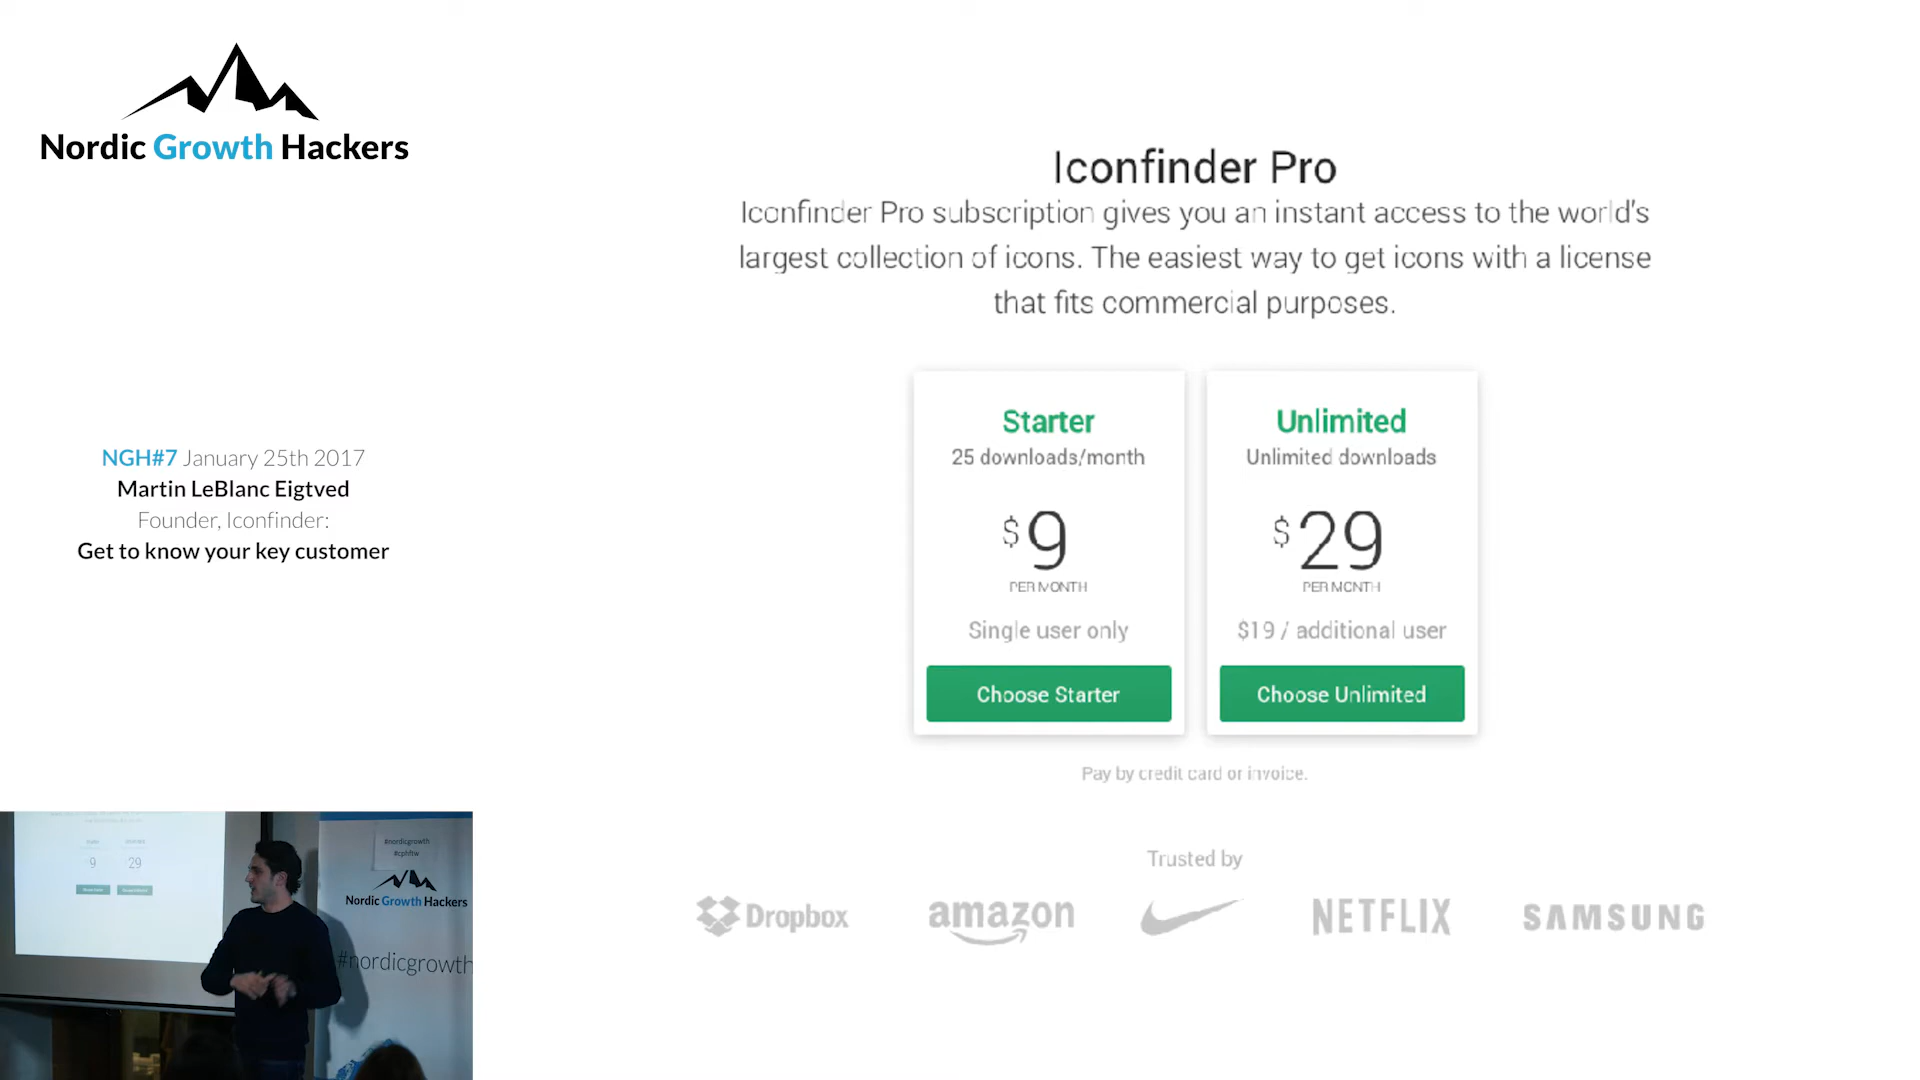 Nordic Growth Hackers
NGH#7 January 25th 2017
Martin LeBlanc Eigtved
Founder, Iconfinder:
Get to know your key customer
Iconfinder Pro
Iconfinder Pro subscription gives you an instant access to the world's
largest collection of icons. The easiest way to get icons with a license
that fits commercial purposes.
Starter
25 downloads/month
$9
PER MONTH
Single user only
Choose Starter
Unlimited
Unlimited downloads
$29
PER MONTH
$19 / additional user
Choose Unlimited
Pay by credit card or invoice.
Trusted by
Dropbox
amazon
NETFLIX
SAMSUNG
9
29
#nordicgrowth
#cphftw
Nordic Growth Hackers
#nordicgrowth